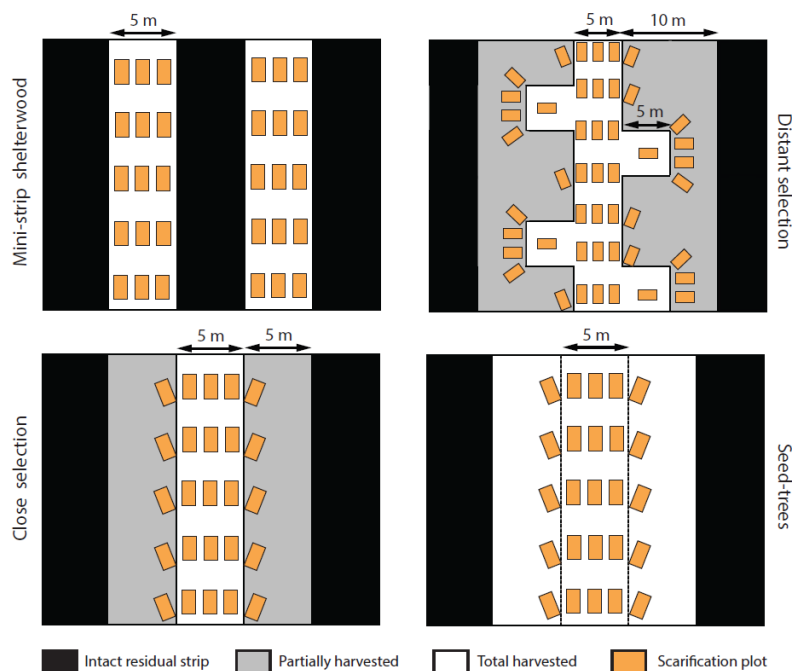 5 m
Mini-strip shelterwood
5 m
10 m
5 m
Distant selection
5 m
5 m
Close selection
5 m
Seed-trees
Intact residual strip
Partially harvested
Total harvested
Scarification plot